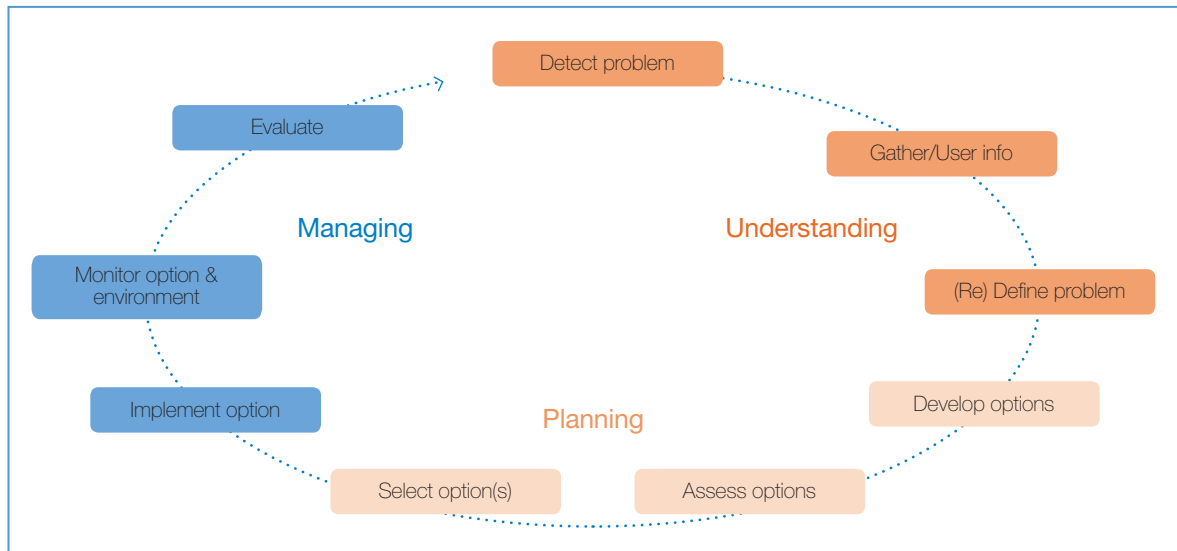 Detect problem
Evaluate
Gather/User info
Managing
Understanding
Monitor option &
environment
(Re) Define problem
Implement option
Develop options
Planning
Select option(s)
Assess options